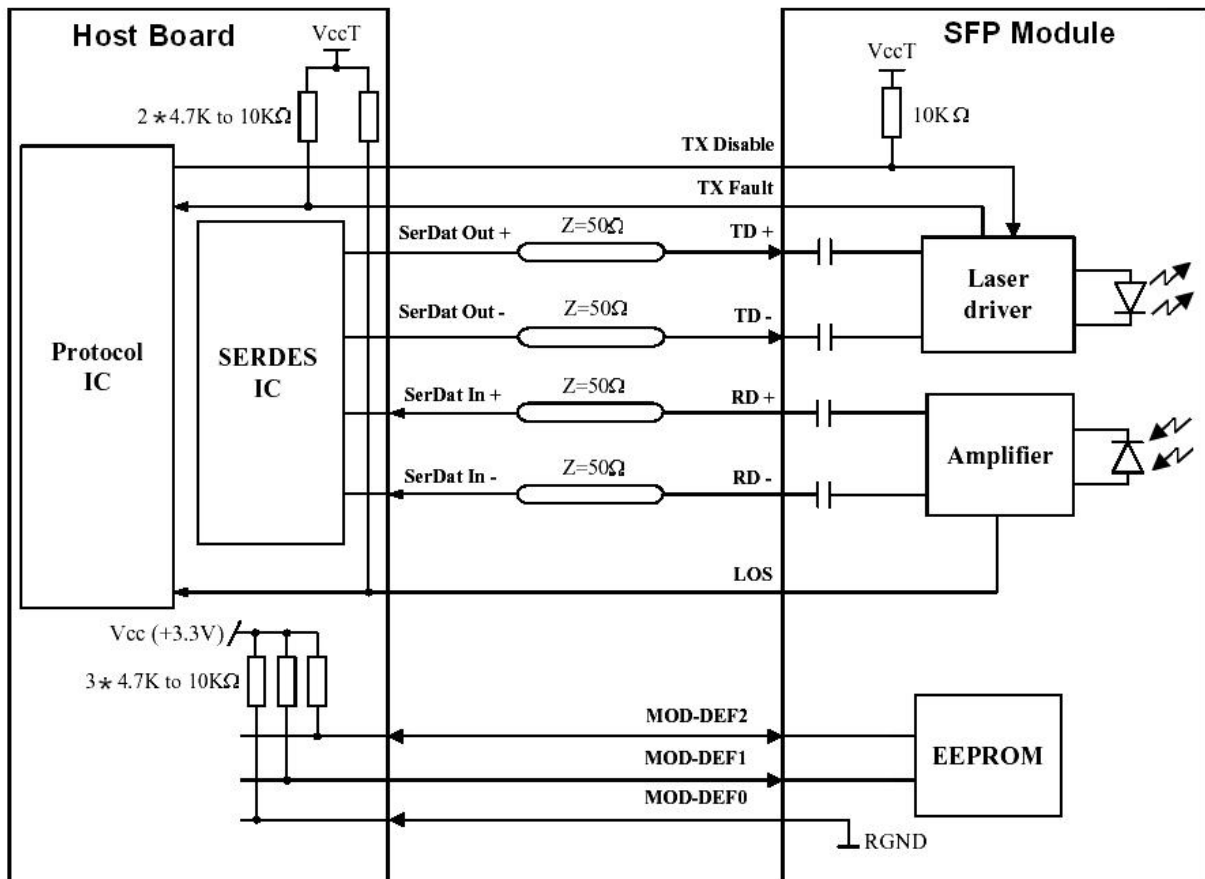 Host Board
SFP Module
VccT
VccT
2*4.7K to 10KΩ
10KΩ
TX Disable
TX Fault
SerDat Out +
Z=50Ω
TD +
Laser driver
SerDat Out -
Z=50Ω
TD -
Protocol IC
SERDES IC
SerDat In +
Z=50Ω
RD +
Amplifier
SerDat In -
Z=50Ω
RD -
LOS
Vcc (+3.3V)
3*4.7K to 10KΩ
MOD-DEF2
MOD-DEF1
EEPROM
MOD-DEF0
RGND